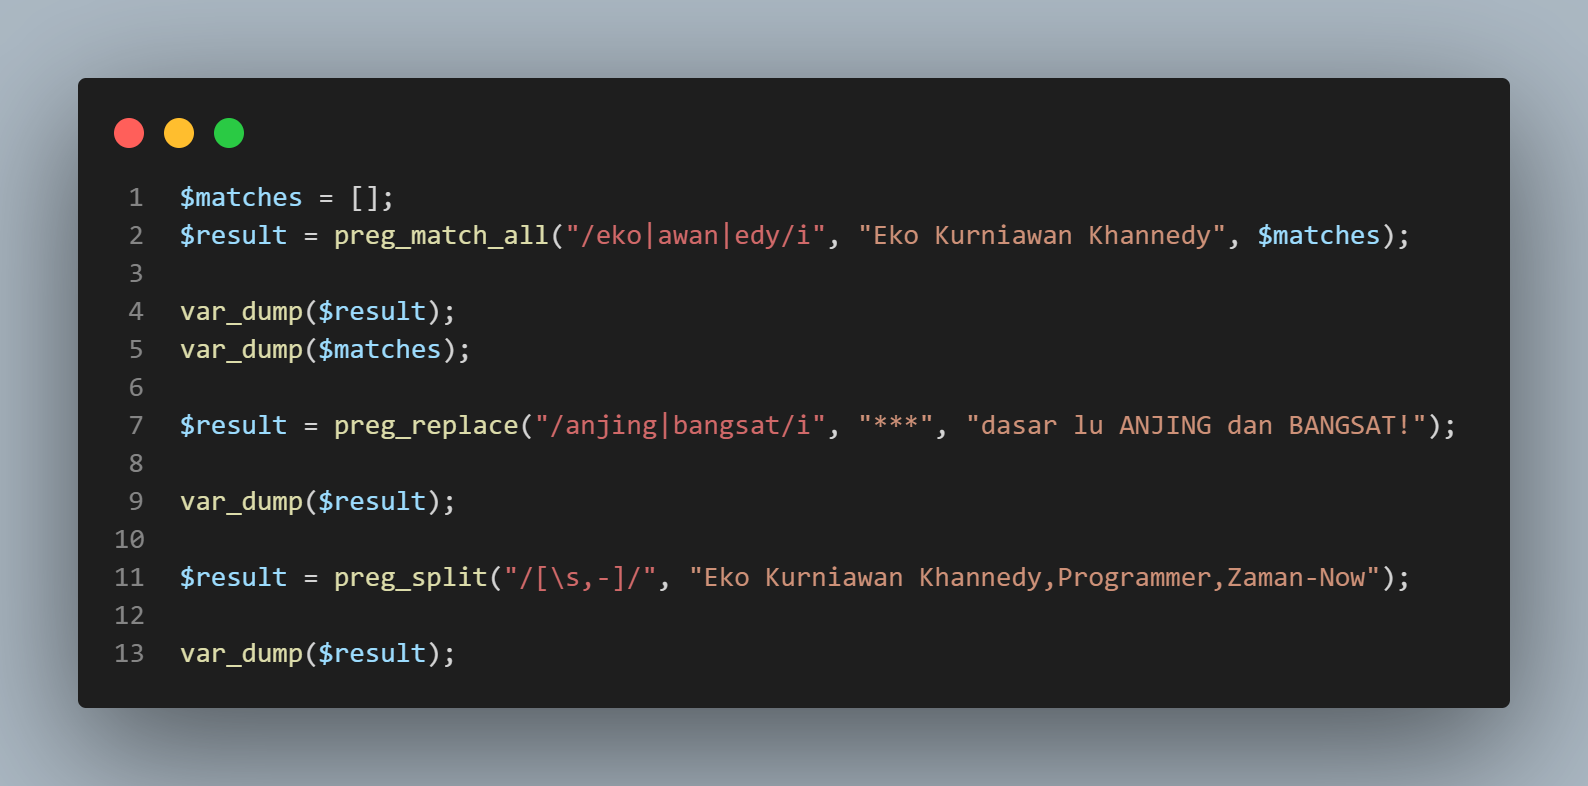 1 $matches = [];
2 $result = preg_match_all("/eko|awan|edy/i", "Eko Kurniawan Khannedy", $matches);
3
4 var_dump($result);
5 var_dump($matches);
6
7 $result = preg_replace("/anjing|bangsat/i", "***", "dasar lu ANJING dan BANGSAT!");
8
9 var_dump($result);
10
11 $result = preg_split("/[\s,-]/", "Eko Kurniawan Khannedy,Programmer,Zaman-Now");
12
13 var_dump($result);